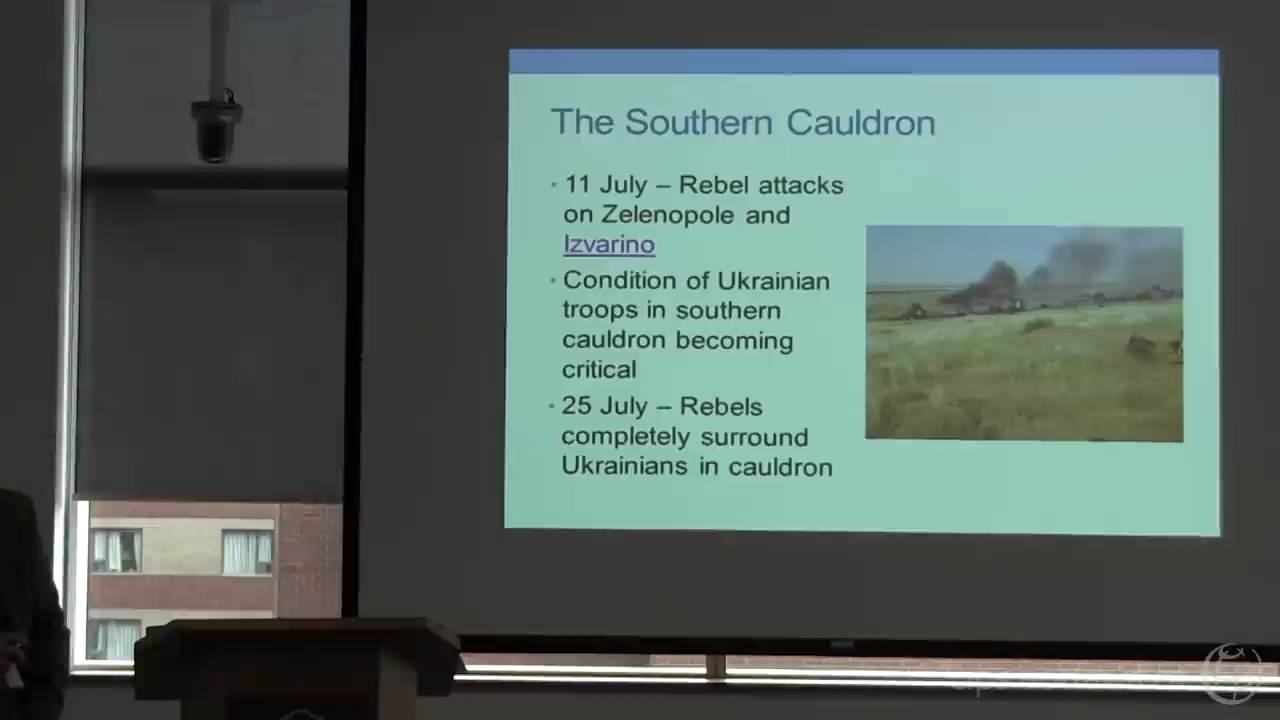 The Southern Cauldron
• 11 July – Rebel attacks
on Zelenopole and
Izvarino
• Condition of Ukrainian
troops in southern
cauldron becoming
critical
• 25 July – Rebels
completely surround
Ukrainians in cauldron